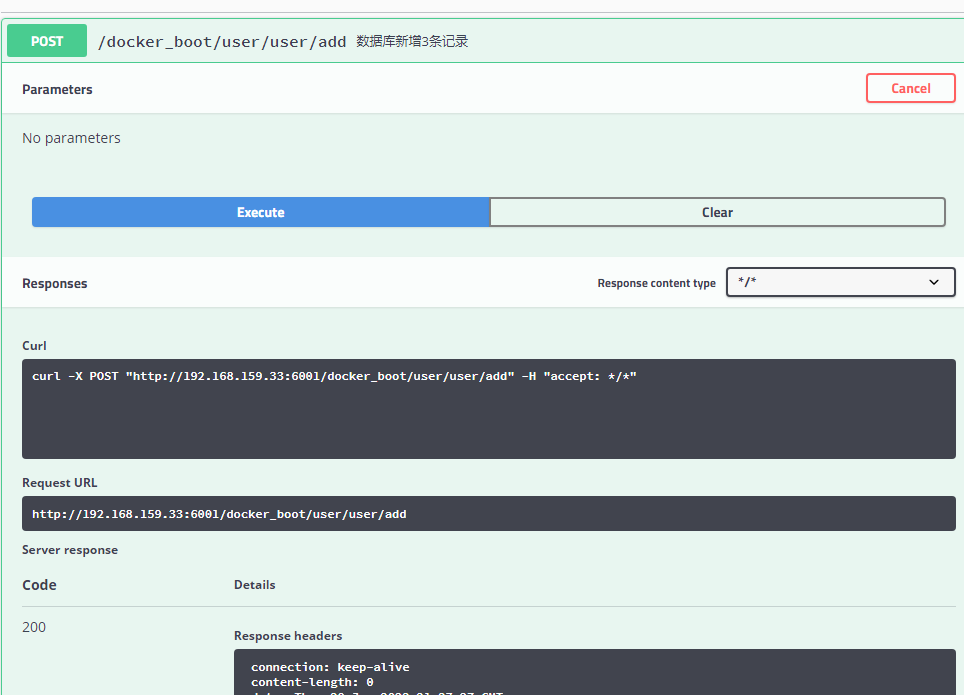 POST /docker_boot/user/user/add 数据库新增3条记录
Parameters Cancel
No parameters
Execute Clear
Responses Response content type */*
Curl
curl -X POST "http://192.168.159.33:6001/docker_boot/user/user/add" -H "accept: */*"
Request URL
http://192.168.159.33:6001/docker_boot/user/user/add
Server response
Code Details
200
Response headers
connection: keep-alive
content-length: 0